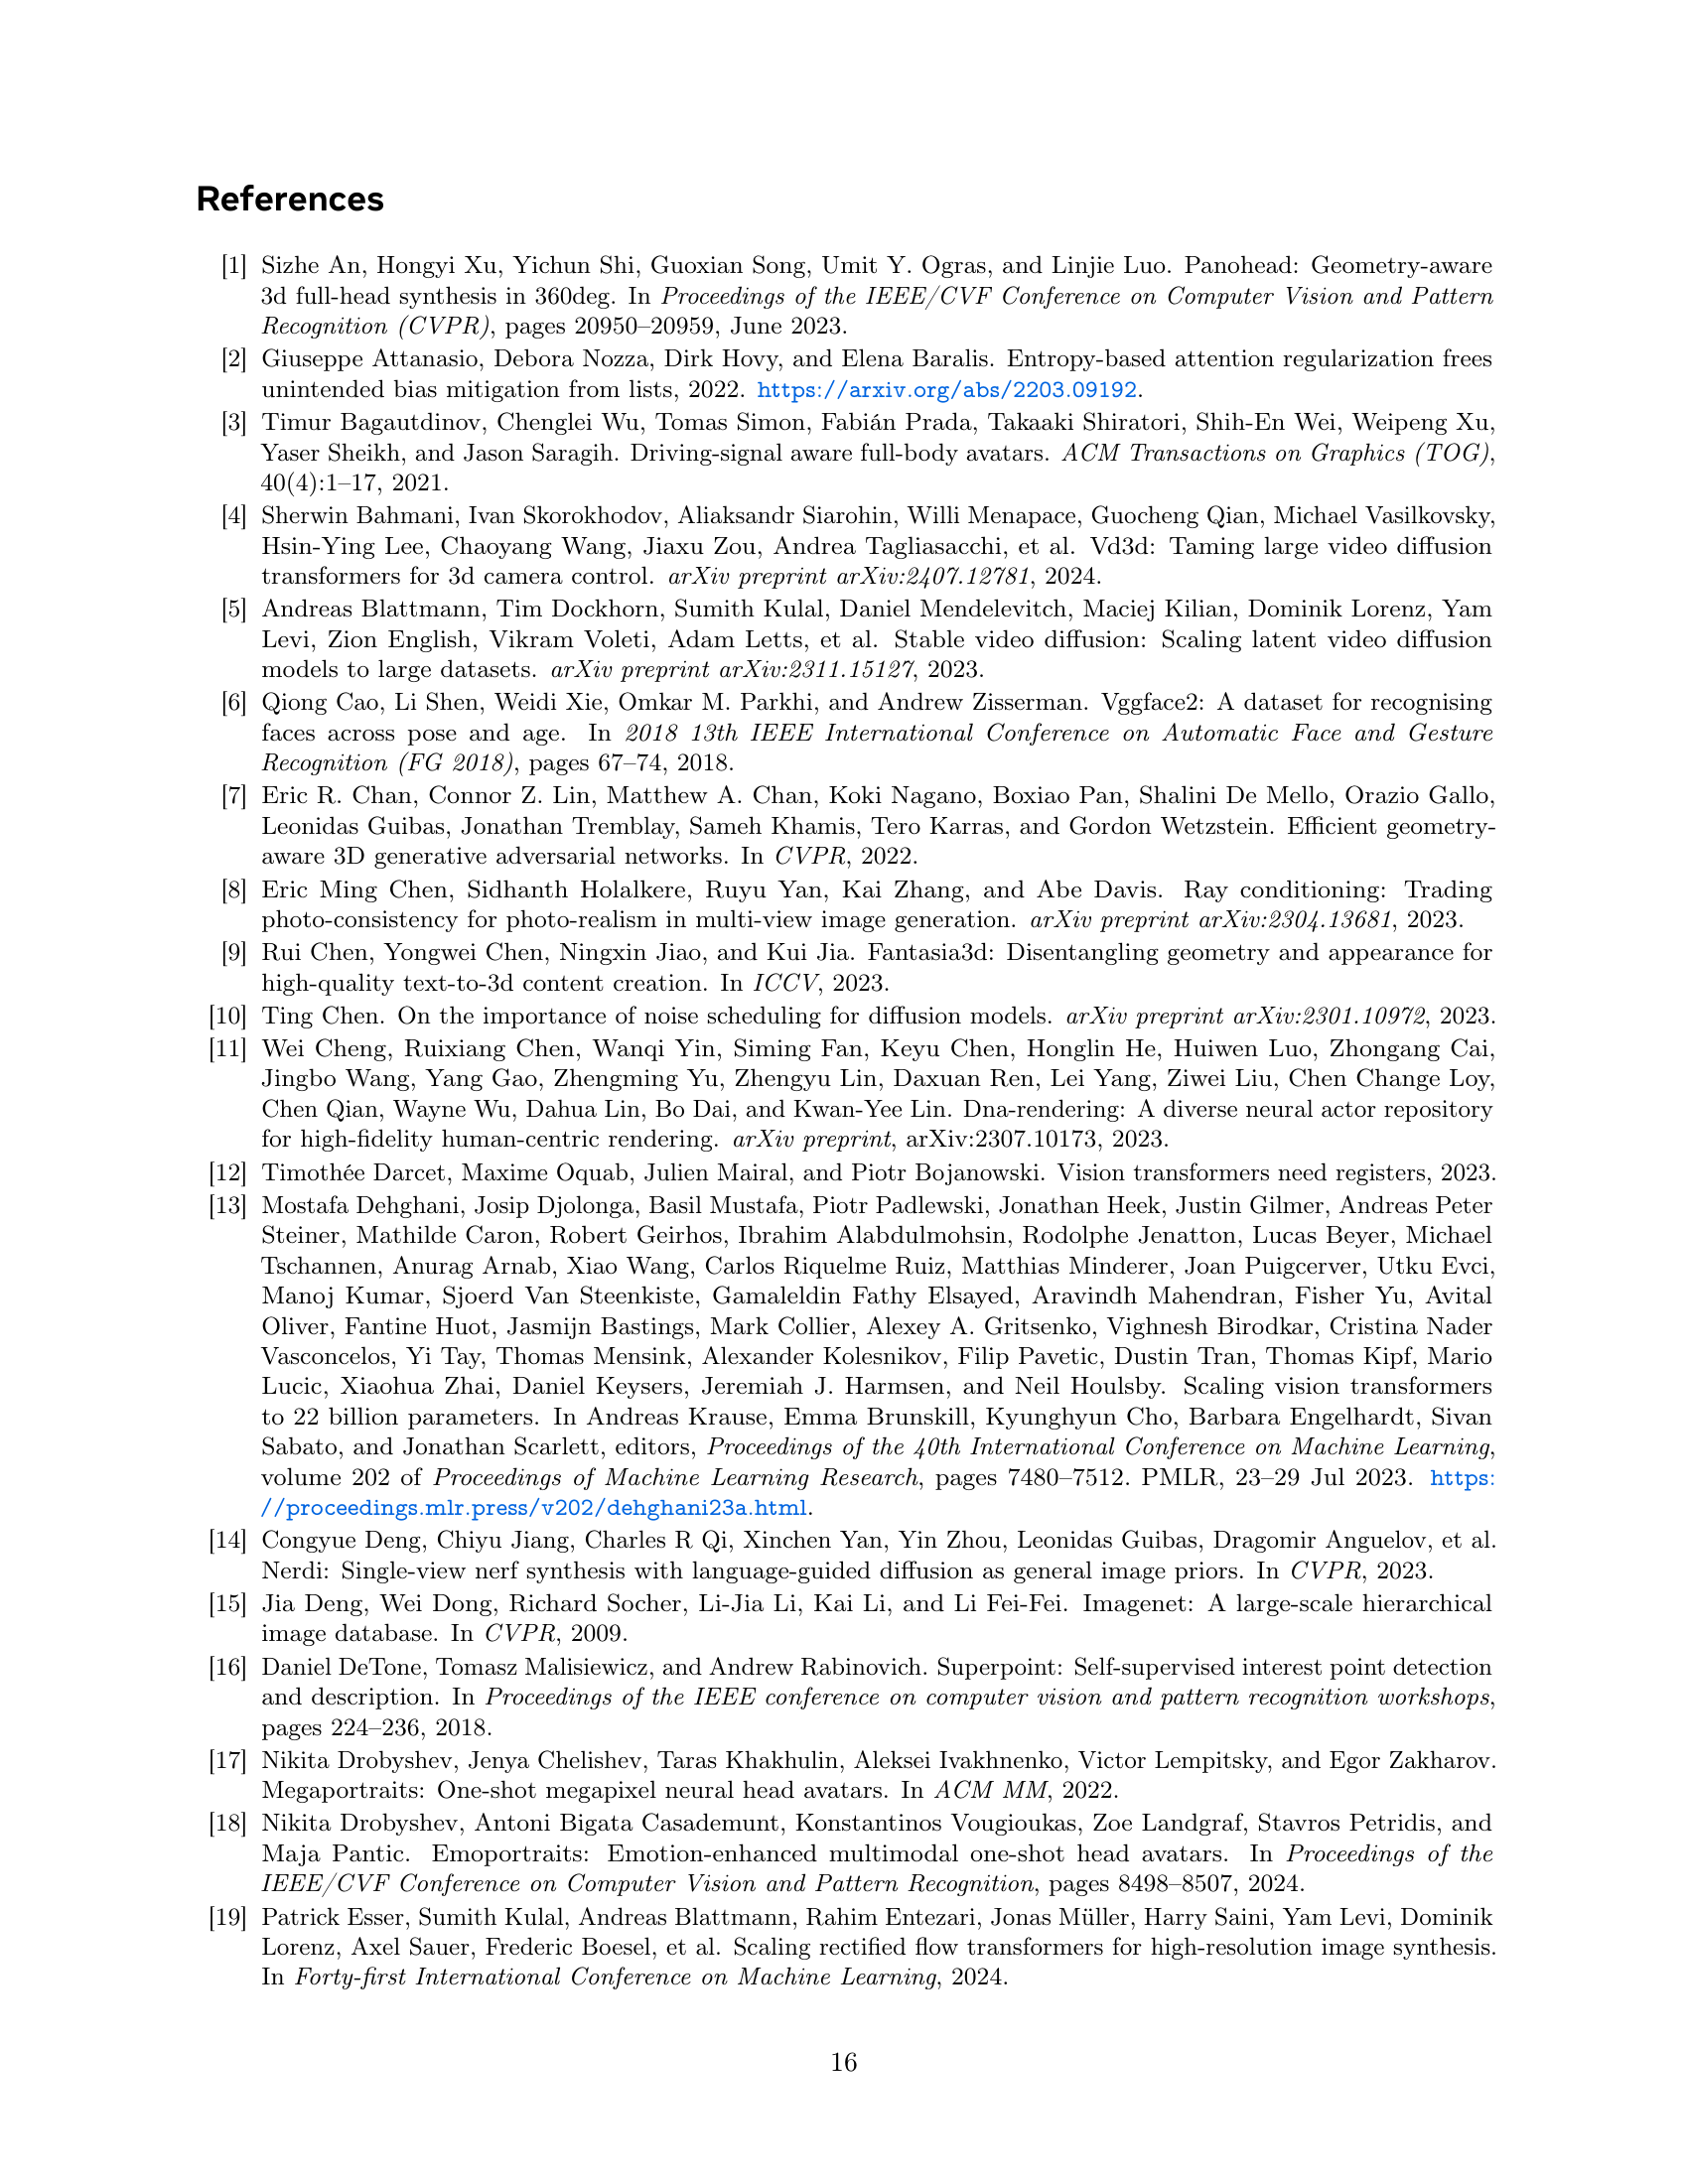 References
[1] Sizhe An, Hongyi Xu, Yichun Shi, Guoxian Song, Umit Y. Ogras, and Linjie Luo. Panohead: Geometry-aware
3d full-head synthesis in 360deg. In Proceedings of the IEEE/CVF Conference on Computer Vision and Pattern
Recognition (CVPR), pages 20950–20959, June 2023.
[2] Giuseppe Attanasio, Debora Nozza, Dirk Hovy, and Elena Baralis. Entropy-based attention regularization frees
unintended bias mitigation from lists, 2022. https://arxiv.org/abs/2203.09192.
[3] Timur Bagautdinov, Chenglei Wu, Tomas Simon, Fabián Prada, Takaaki Shiratori, Shih-En Wei, Weipeng Xu,
Yaser Sheikh, and Jason Saragih. Driving-signal aware full-body avatars. ACM Transactions on Graphics (TOG),
40(4):1–17, 2021.
[4] Sherwin Bahmani, Ivan Skorokhodov, Aliaksandr Siarohin, Willi Menapace, Guocheng Qian, Michael Vasilkovsky,
Hsin-Ying Lee, Chaoyang Wang, Jiaxu Zou, Andrea Tagliasacchi, et al. Vd3d: Taming large video diffusion
transformers for 3d camera control. arXiv preprint arXiv:2407.12781, 2024.
[5] Andreas Blattmann, Tim Dockhorn, Sumith Kulal, Daniel Mendelevitch, Maciej Kilian, Dominik Lorenz, Yam
Levi, Zion English, Vikram Voleti, Adam Letts, et al. Stable video diffusion: Scaling latent video diffusion
models to large datasets. arXiv preprint arXiv:2311.15127, 2023.
[6] Qiong Cao, Li Shen, Weidi Xie, Omkar M. Parkhi, and Andrew Zisserman. Vggface2: A dataset for recognising
faces across pose and age. In 2018 13th IEEE International Conference on Automatic Face and Gesture
Recognition (FG 2018), pages 67–74, 2018.
[7] Eric R. Chan, Connor Z. Lin, Matthew A. Chan, Koki Nagano, Boxiao Pan, Shalini De Mello, Orazio Gallo,
Leonidas Guibas, Jonathan Tremblay, Sameh Khamis, Tero Karras, and Gordon Wetzstein. Efficient geometry-
aware 3D generative adversarial networks. In CVPR, 2022.
[8] Eric Ming Chen, Sidhanth Holalkere, Ruyu Yan, Kai Zhang, and Abe Davis. Ray conditioning: Trading
photo-consistency for photo-realism in multi-view image generation. arXiv preprint arXiv:2304.13681, 2023.
[9] Rui Chen, Yongwei Chen, Ningxin Jiao, and Kui Jia. Fantasia3d: Disentangling geometry and appearance for
high-quality text-to-3d content creation. In ICCV, 2023.
[10] Ting Chen. On the importance of noise scheduling for diffusion models. arXiv preprint arXiv:2301.10972, 2023.
[11] Wei Cheng, Ruixiang Chen, Wanqi Yin, Siming Fan, Keyu Chen, Honglin He, Huiwen Luo, Zhongang Cai,
Jingbo Wang, Yang Gao, Zhengming Yu, Zhengyu Lin, Daxuan Ren, Lei Yang, Ziwei Liu, Chen Change Loy,
Chen Qian, Wayne Wu, Dahua Lin, Bo Dai, and Kwan-Yee Lin. Dna-rendering: A diverse neural actor repository
for high-fidelity human-centric rendering. arXiv preprint, arXiv:2307.10173, 2023.
[12] Timothée Darcet, Maxime Oquab, Julien Mairal, and Piotr Bojanowski. Vision transformers need registers, 2023.
[13] Mostafa Dehghani, Josip Djolonga, Basil Mustafa, Piotr Padlewski, Jonathan Heek, Justin Gilmer, Andreas Peter
Steiner, Mathilde Caron, Robert Geirhos, Ibrahim Alabdulmohsin, Rodolphe Jenatton, Lucas Beyer, Michael
Tschannen, Anurag Arnab, Xiao Wang, Carlos Riquelme Ruiz, Matthias Minderer, Joan Puigcerver, Utku Evci,
Manoj Kumar, Sjoerd Van Steenkiste, Gamaleldin Fathy Elsayed, Aravindh Mahendran, Fisher Yu, Avital
Oliver, Fantine Huot, Jasmijn Bastings, Mark Collier, Alexey A. Gritsenko, Vighnesh Birodkar, Cristina Nader
Vasconcelos, Yi Tay, Thomas Mensink, Alexander Kolesnikov, Filip Pavetic, Dustin Tran, Thomas Kipf, Mario
Lucic, Xiaohua Zhai, Daniel Keysers, Jeremiah J. Harmsen, and Neil Houlsby. Scaling vision transformers
to 22 billion parameters. In Andreas Krause, Emma Brunskill, Kyunghyun Cho, Barbara Engelhardt, Sivan
Sabato, and Jonathan Scarlett, editors, Proceedings of the 40th International Conference on Machine Learning,
volume 202 of Proceedings of Machine Learning Research, pages 7480–7512. PMLR, 23–29 Jul 2023. https:
//proceedings.mlr.press/v202/dehghani23a.html.
[14] Congyue Deng, Chiyu Jiang, Charles R Qi, Xinchen Yan, Yin Zhou, Leonidas Guibas, Dragomir Anguelov, et al.
Nerdi: Single-view nerf synthesis with language-guided diffusion as general image priors. In CVPR, 2023.
[15] Jia Deng, Wei Dong, Richard Socher, Li-Jia Li, Kai Li, and Li Fei-Fei. Imagenet: A large-scale hierarchical
image database. In CVPR, 2009.
[16] Daniel DeTone, Tomasz Malisiewicz, and Andrew Rabinovich. Superpoint: Self-supervised interest point detection
and description. In Proceedings of the IEEE conference on computer vision and pattern recognition workshops,
pages 224–236, 2018.
[17] Nikita Drobyshev, Jenya Chelishev, Taras Khakhulin, Aleksei Ivakhnenko, Victor Lempitsky, and Egor Zakharov.
Megaportraits: One-shot megapixel neural head avatars. In ACM MM, 2022.
[18] Nikita Drobyshev, Antoni Bigata Casademunt, Konstantinos Vougioukas, Zoe Landgraf, Stavros Petridis, and
Maja Pantic. Emoportraits: Emotion-enhanced multimodal one-shot head avatars. In Proceedings of the
IEEE/CVF Conference on Computer Vision and Pattern Recognition, pages 8498–8507, 2024.
[19] Patrick Esser, Sumith Kulal, Andreas Blattmann, Rahim Entezari, Jonas Müller, Harry Saini, Yam Levi, Dominik
Lorenz, Axel Sauer, Frederic Boesel, et al. Scaling rectified flow transformers for high-resolution image synthesis.
In Forty-first International Conference on Machine Learning, 2024.
16